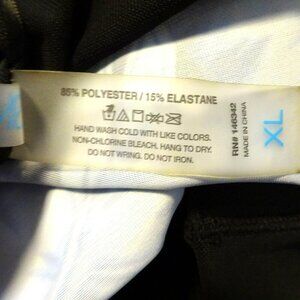 85% POLYESTER / 15% ELASTANE
HAND WASH COLD WITH LIKE COLORS.
NON-CHLORINE BLEACH. HANG TO DRY.
DO NOT WRING. DO NOT IRON.
RN# 146342
MADE IN CHINA
XL